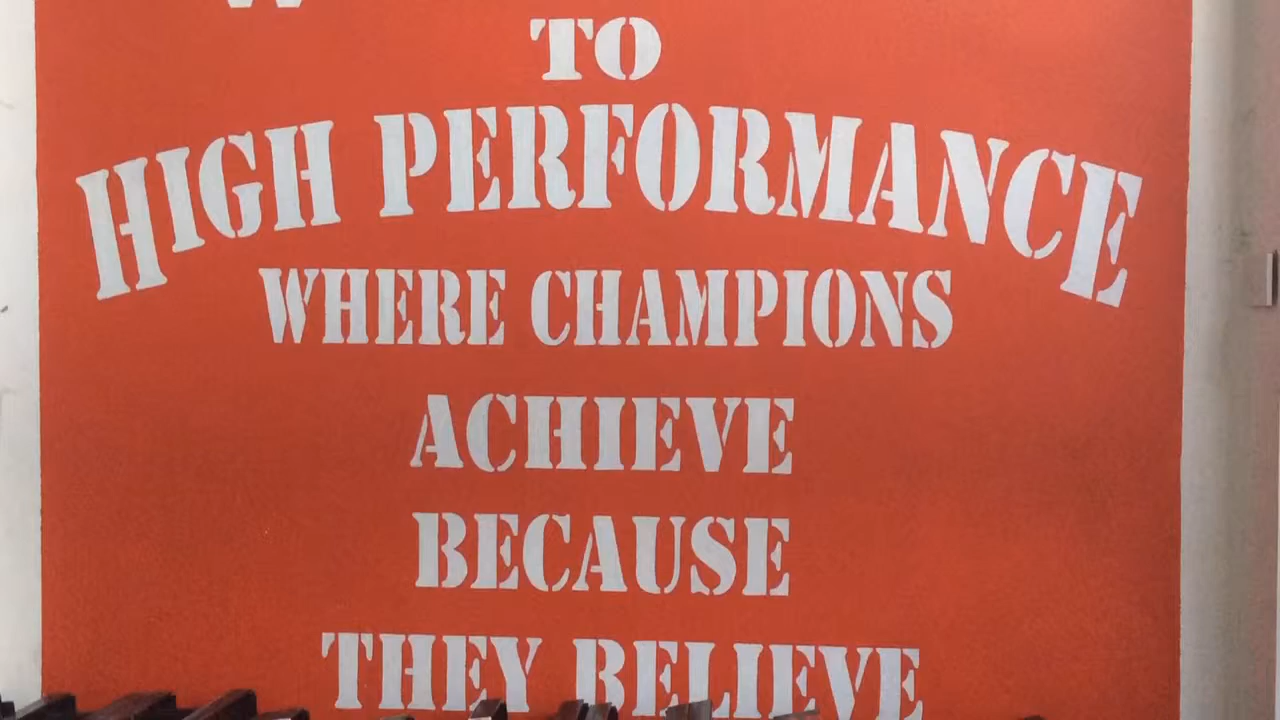 TO
HIGH PERFORMANCE
WHERE CHAMPIONS
ACHIEVE
BECAUSE
THEY BELIEVE